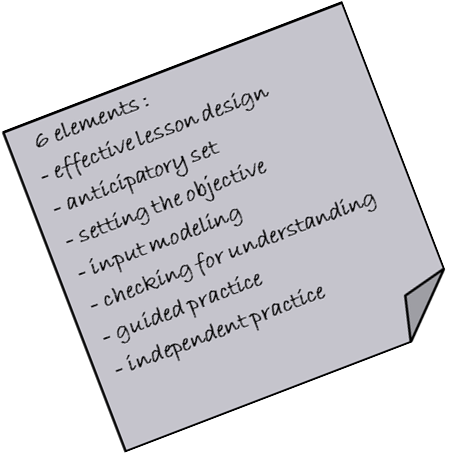 6 elements:
- effective lesson design
- anticipatory set
- setting the objective
- input modeling
- checking for understanding
- guided practice
- independent practice